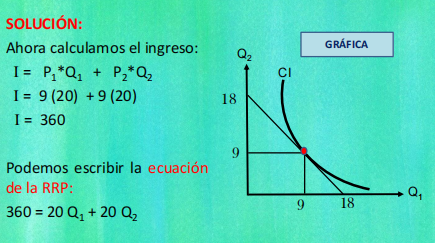 SOLUCIÓN:
Ahora calculamos el ingreso:
I = P₁*Q₁ + P₂*Q₂
I = 9 (20) + 9 (20)
I = 360
Podemos escribir la ecuación
de la RRP:
360 = 20 Q₁ + 20 Q₂
GRÁFICA
Q₂
CI
18
9
Q₁
9 18